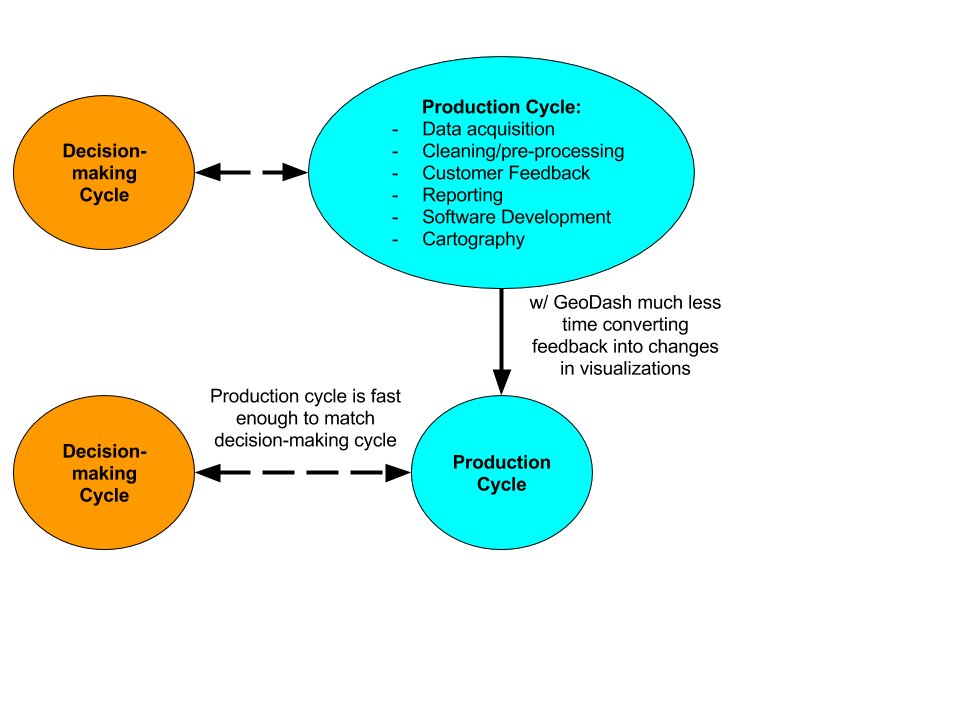 Decision-
making
Cycle
Production Cycle:
- Data acquisition
- Cleaning/pre-processing
- Customer Feedback
- Reporting
- Software Development
- Cartography
w/ GeoDash much less
time converting
feedback into changes
in visualizations
Production cycle is fast
enough to match
decision-making cycle
Decision-
making
Cycle
Production
Cycle